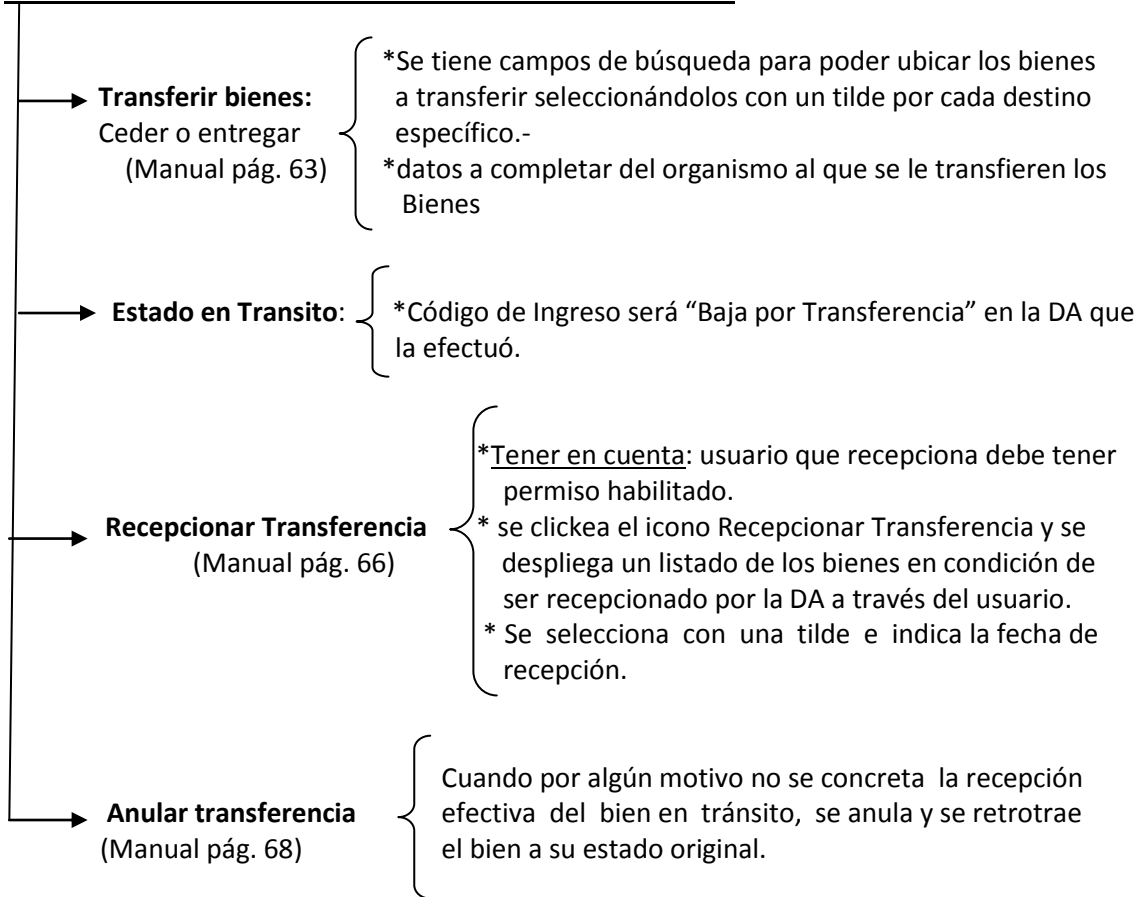 Transferir bienes:
Ceder o entregar
(Manual pág. 63)
*Se tiene campos de búsqueda para poder ubicar los bienes
a transferir seleccionándolos con un tilde por cada destino
específico.-
*datos a completar del organismo al que se le transfieren los
Bienes
Estado en Transito:
*Código de Ingreso será “Baja por Transferencia” en la DA que
la efectuó.
Recepcionar Transferencia
(Manual pág. 66)
*Tener en cuenta: usuario que recepciona debe tener
permiso habilitado.
* se clickea el icono Recepcionar Transferencia y se
despliega un listado de los bienes en condición de
ser recepcionado por la DA a través del usuario.
* Se selecciona con una tilde e indica la fecha de
recepción.
Anular transferencia
(Manual pág. 68)
Cuando por algún motivo no se concreta la recepción
efectiva del bien en tránsito, se anula y se retrotrae
el bien a su estado original.